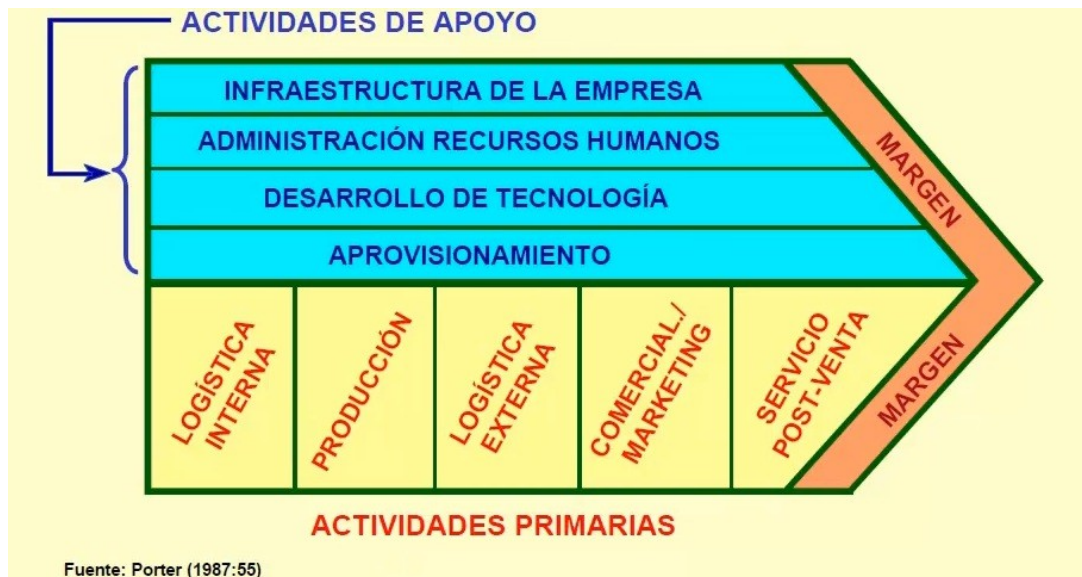 ACTIVIDADES DE APOYO
INFRAESTRUCTURA DE LA EMPRESA
ADMINISTRACIÓN RECURSOS HUMANOS
DESARROLLO DE TECNOLOGÍA
APROVISIONAMIENTO
MARGEN
LOGÍSTICA
INTERNA
PRODUCCIÓN
LOGÍSTICA
EXTERNA
COMERCIAL./
MARKETING
SERVICIO
POST-VENTA
MARGEN
ACTIVIDADES PRIMARIAS
Fuente: Porter (1987:55)